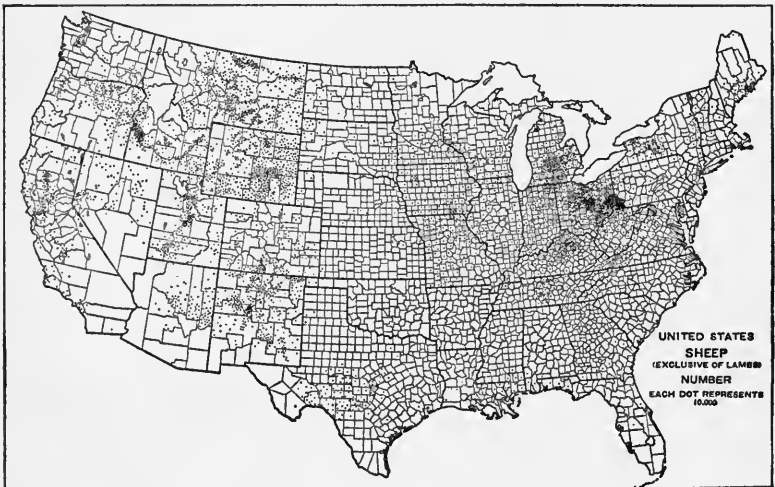 UNITED STATES
SHEEP
(EXCLUSIVE OF LAMBS)
NUMBER
EACH DOT REPRESENTS
10,000